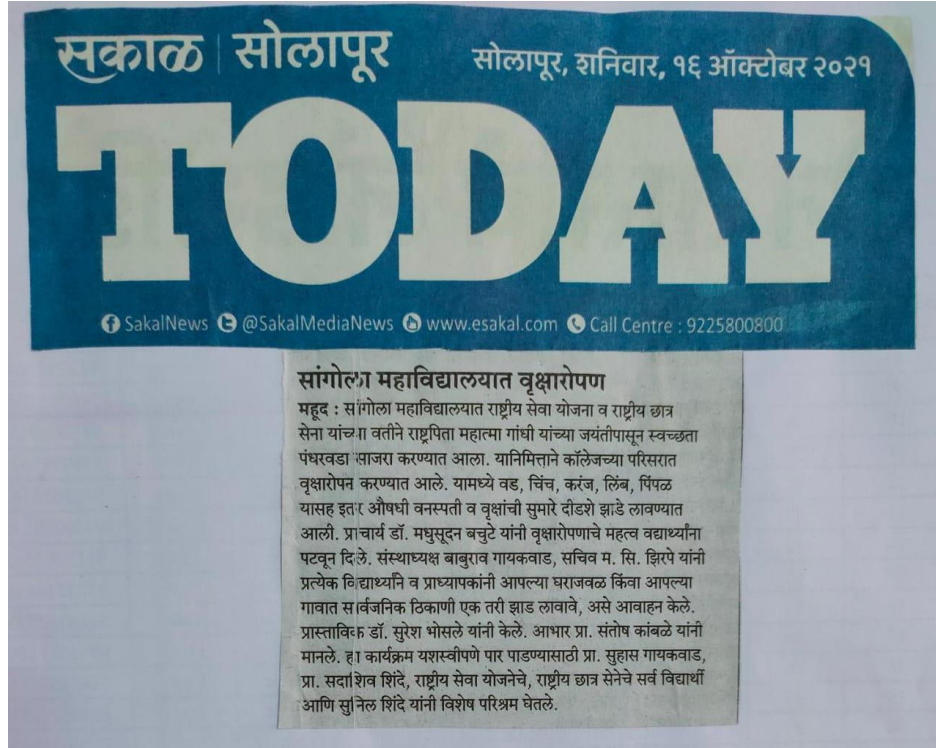 सकाळ सोलापूर
सोलापूर, शनिवार, १६ ऑक्टोबर २०२१
TODAY
SakalNews @SakalMediaNews www.esakal.com Call Centre : 9225800800
सांगोला महाविद्यालयात वृक्षारोपण
महूद : सांगोला महाविद्यालयात राष्ट्रीय सेवा योजना व राष्ट्रीय छात्र
सेना यांच्या वतीने राष्ट्रपिता महात्मा गांधी यांच्या जयंतीपासून स्वच्छता
पंधरवडा साजरा करण्यात आला. यानिमित्ताने कॉलेजच्या परिसरात
वृक्षारोपन करण्यात आले. यामध्ये वड, चिंच, करंज, लिंब, पिंपळ
यासह इतर औषधी वनस्पती व वृक्षांची सुमारे दीडशे झाडे लावण्यात
आली. प्राचार्य डॉ. मधुसूदन बचुटे यांनी वृक्षारोपणाचे महत्व वद्यार्थ्यांना
पटवून दिले. संस्थाध्यक्ष बाबुराव गायकवाड, सचिव म. सि. झिरपे यांनी
प्रत्येक विद्यार्थ्याने व प्राध्यापकांनी आपल्या घराजवळ किंवा आपल्या
गावात सार्वजनिक ठिकाणी एक तरी झाड लावावे, असे आवाहन केले.
प्रास्ताविक डॉ. सुरेश भोसले यांनी केले. आभार प्रा. संतोष कांबळे यांनी
मानले. हा कार्यक्रम यशस्वीपणे पार पाडण्यासाठी प्रा. सुहास गायकवाड,
प्रा. सदाशिव शिंदे, राष्ट्रीय सेवा योजनेचे, राष्ट्रीय छात्र सेनेचे सर्व विद्यार्थी
आणि सुनिल शिंदे यांनी विशेष परिश्रम घेतले.